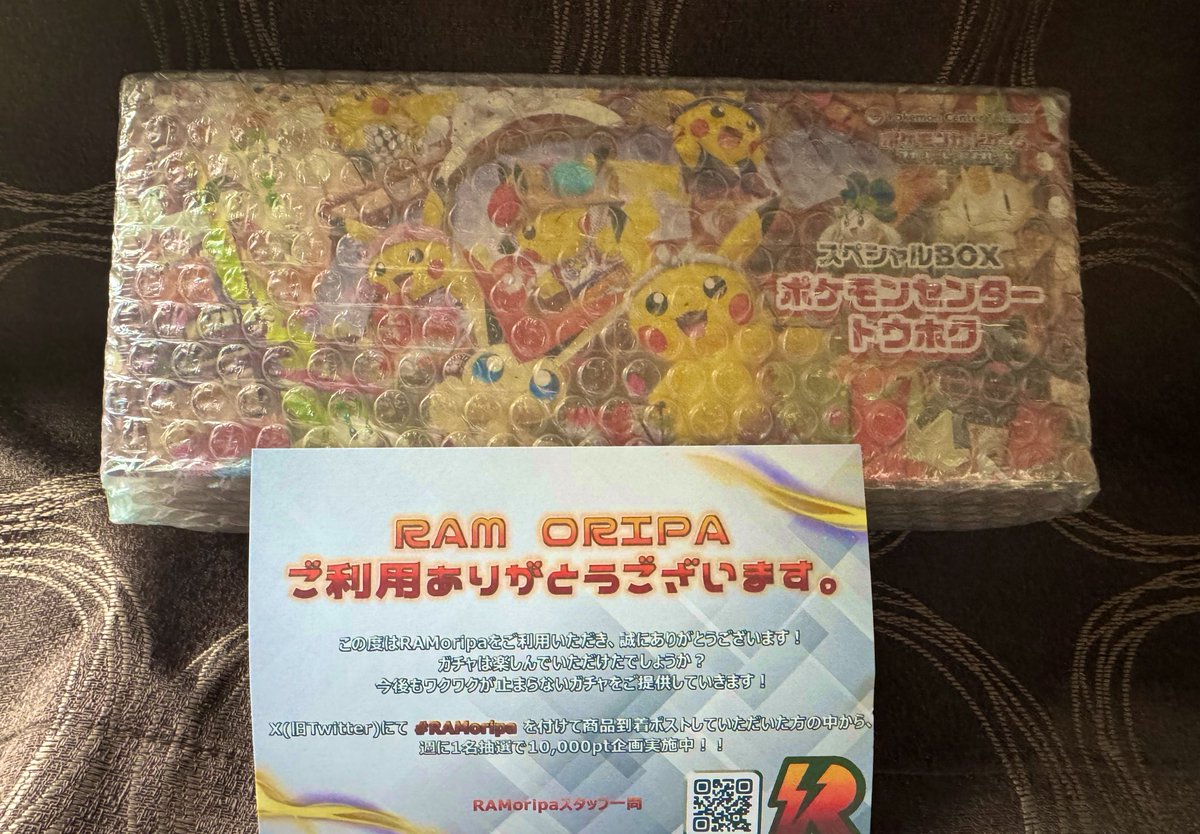 Pokémon Center
スペシャルBOX
ポケモンセンター
トウホク
RAM ORIPA
ご利用ありがとうございます。
この度はRAMoripaをご利用いただき、誠にありがとうございます！
ガチャは楽しんでいただけたでしょうか？
今後もワクワクが止まらないガチャをご提供していきます！
X(旧Twitter)にて #RAMoripa を付けて商品到着ポストしていただいた方の中から、
週に1名抽選で10,000pt企画実施中！！
RAMoripaスタッフ一同
R